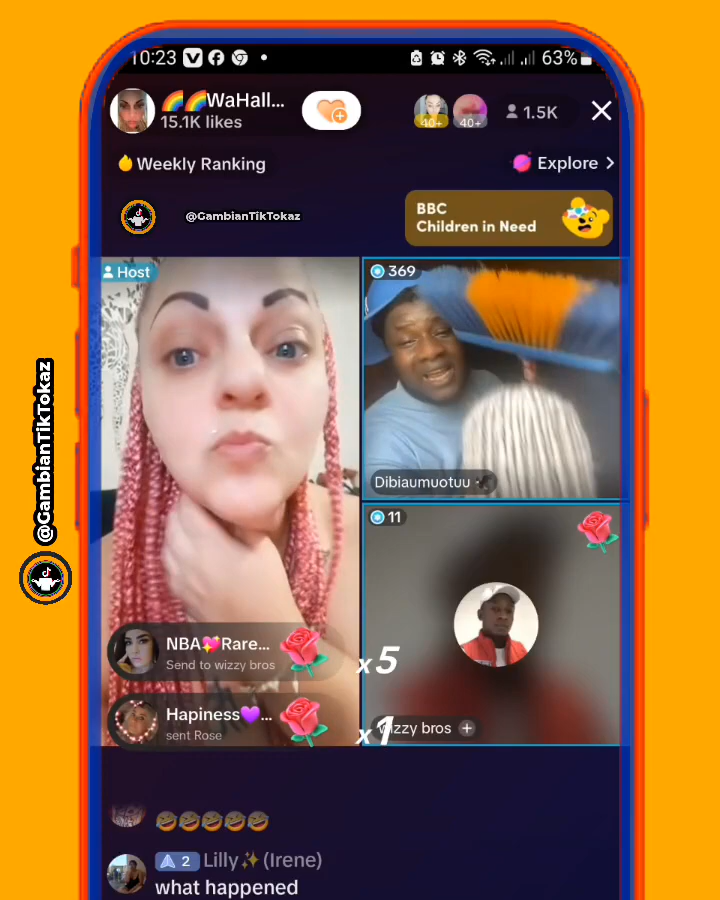 10:23
63%
🌈🌈WaHall...
15.1K likes
40+
40+
1.5K
Weekly Ranking
Explore >
@GambianTikTokaz
BBC
Children in Need
Host
369
Dibiaumuotuu
11
@GambianTikTokaz
NBA💖Rare...
Send to wizzy bros
x5
Hapiness💜...
sent Rose
x1
wizzy bros +
🤣🤣🤣🤣🤣
2 Lilly✨(Irene)
what happened